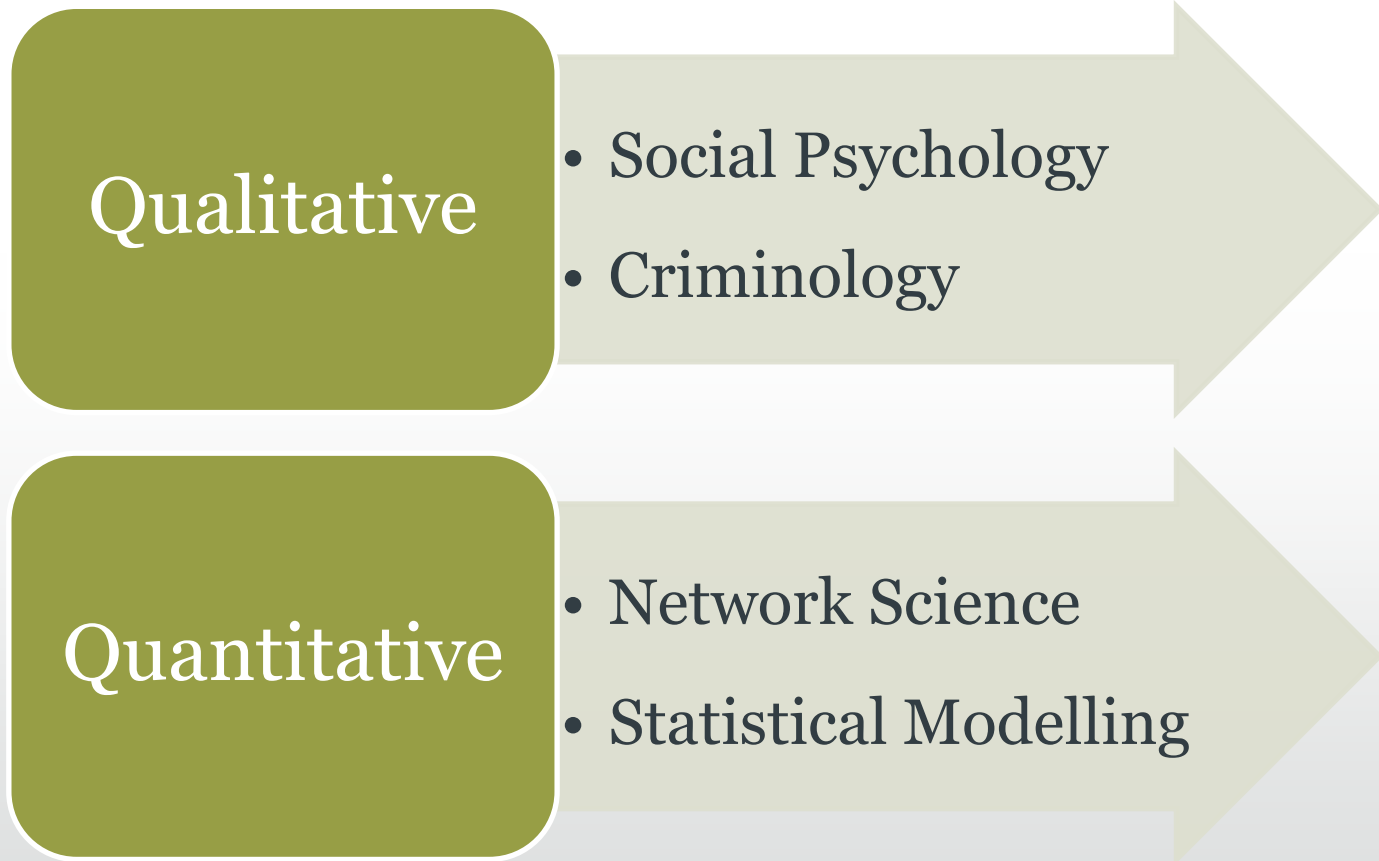 Qualitative
• Social Psychology
• Criminology
Quantitative
• Network Science
• Statistical Modelling